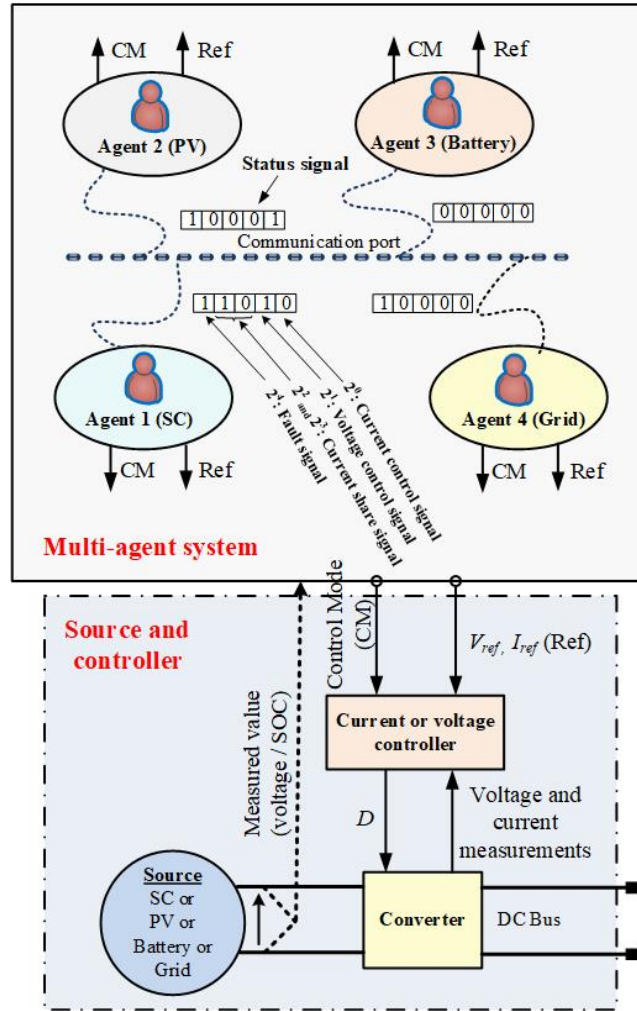 CM
Ref
CM
Ref
Agent 2 (PV)
Agent 3 (Battery)
Status signal
1 0 0 0 1
0 0 0 0 0
Communication port
1 1 0 1 0
1 0 0 0 0
Agent 1 (SC)
Agent 4 (Grid)
CM
Ref
CM
Ref
2⁴: Fault signal
2² and 2³: Current share signal
2¹: Voltage control signal
2⁰: Current control signal
Multi-agent system
Source and
controller
Measured value
(voltage / SOC)
Control Mode
(CM)
V_ref, I_ref (Ref)
Current or voltage
controller
D
Voltage and
current
measurements
Source
SC or
PV or
Battery or
Grid
Converter
DC Bus